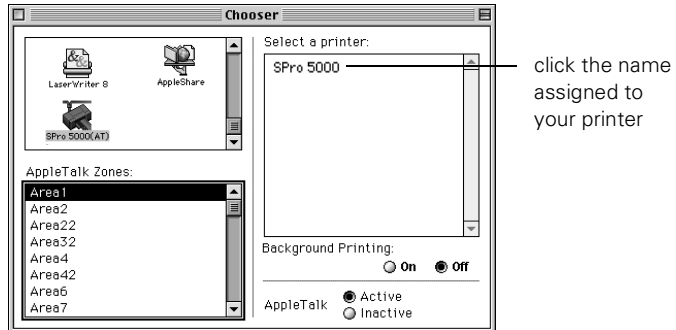 Chooser
LaserWriter 8
AppleShare
SPro 5000(AT)
AppleTalk Zones:
Area1
Area2
Area22
Area32
Area4
Area42
Area6
Area7
Select a printer:
SPro 5000
Background Printing:
On Off
AppleTalk
Active
Inactive
click the name
assigned to
your printer